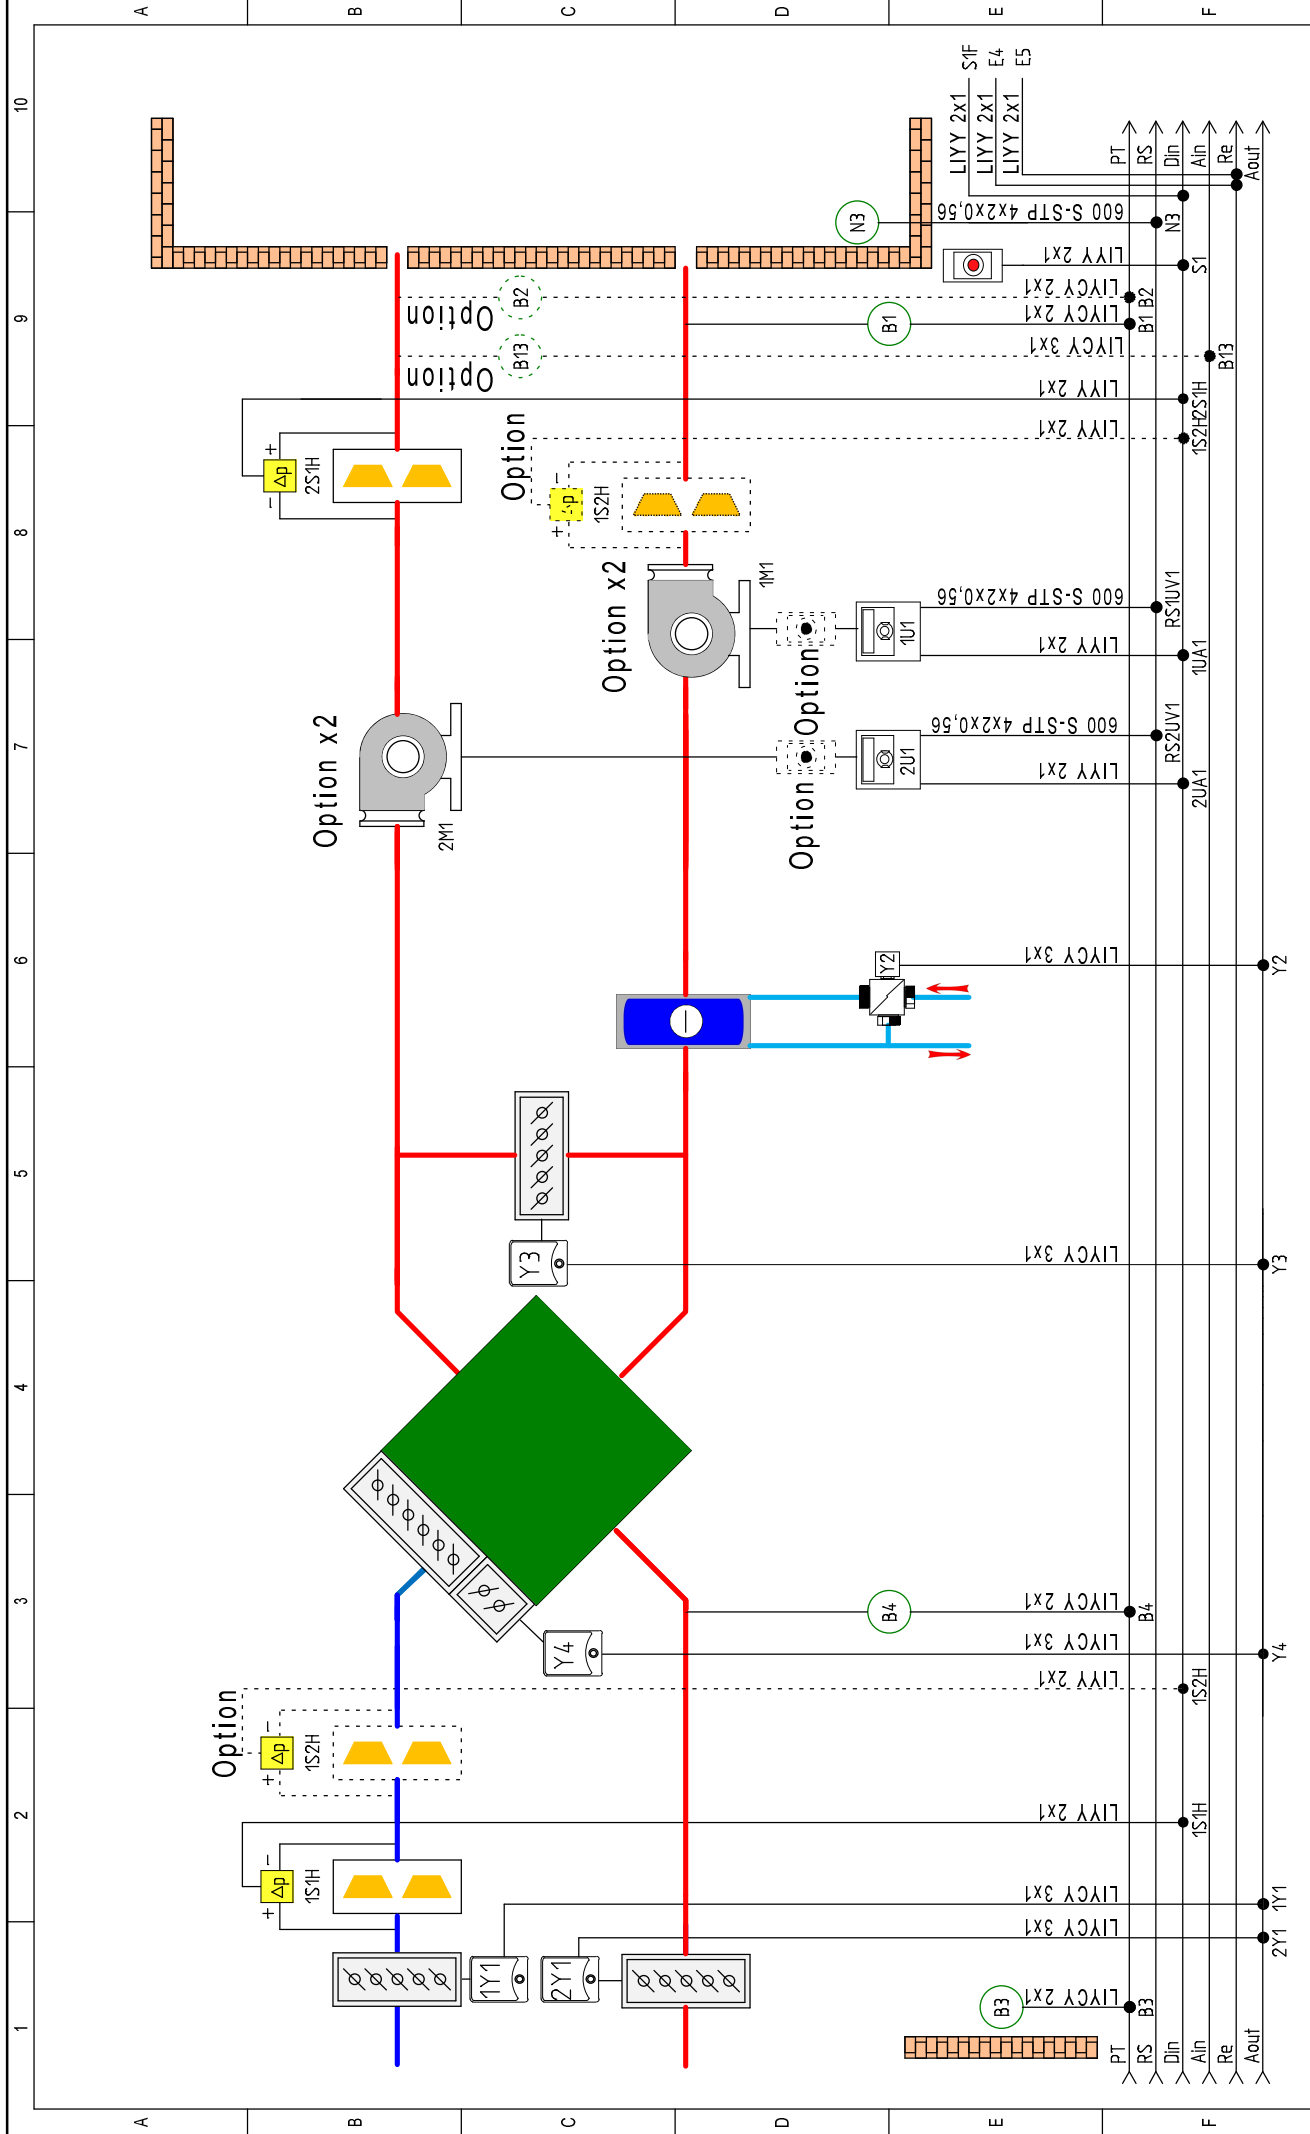 A B C D E F
10
9
8
7
6
5
4
3
2
1
S1F
E4
E5
LIYY 2x1
LIYY 2x1
LIYY 2x1
PT
RS
Din
Ain
Re
Aout
N3
600 S-STP 4x2x0,56
N3
LIYY 2x1
S1
B2
Option
LIYCY 2x1
B2
B1
LIYCY 2x1
B1
B13
Option
LIYCY 3x1
B13
LIYY 2x1
2S1H
LIYY 2x1
1S2H
- Δp +
2S1H
Option
+ Δp -
1S2H
Option x2
1M1
Option
1U1
600 S-STP 4x2x0,56
RS1UV1
LIYY 2x1
1UA1
Option x2
2M1
Option
2U1
600 S-STP 4x2x0,56
RS2UV1
LIYY 2x1
2UA1
Y2
LIYCY 3x1
Y2
Y3
LIYCY 3x1
Y3
B4
LIYCY 2x1
B4
Y4
LIYCY 3x1
Y4
Option
+ Δp -
1S2H
LIYY 2x1
1S2H
+ Δp -
1S1H
LIYY 2x1
1S1H
1Y1
LIYCY 3x1
1Y1
2Y1
LIYCY 3x1
2Y1
B3
LIYCY 2x1
B3
PT
RS
Din
Ain
Re
Aout
A B C D E F